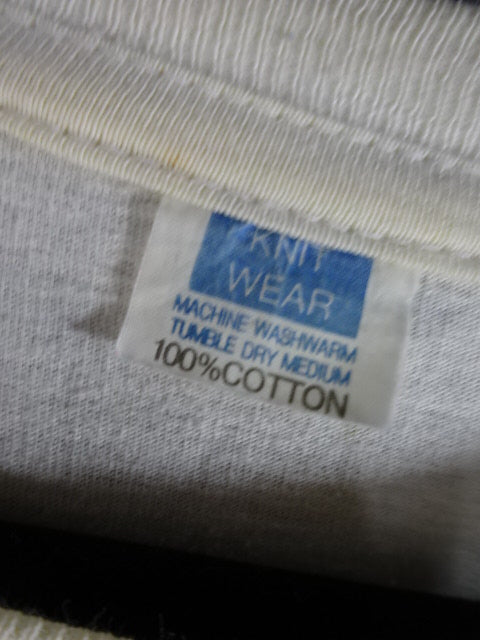 KNIT
WEAR
MACHINE WASHWARM
TUMBLE DRY MEDIUM
100%COTTON